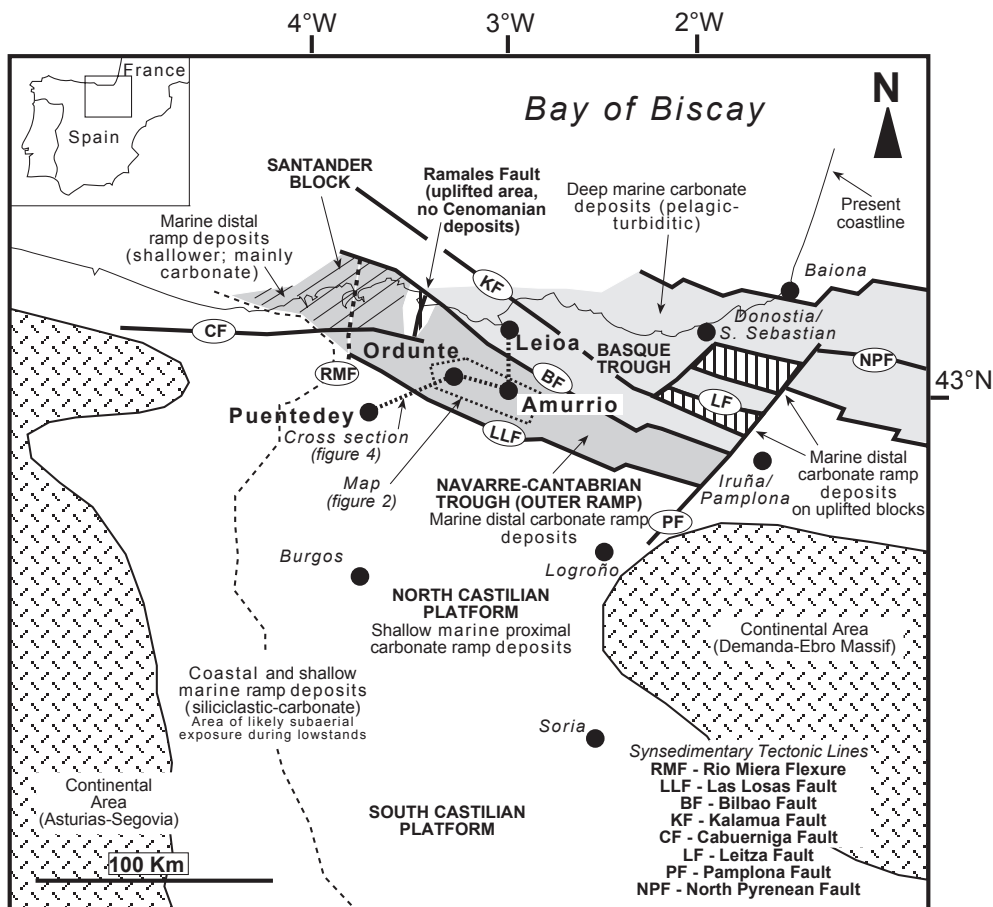 4°W
3°W
2°W
France
Spain
Bay of Biscay
N
SANTANDER
BLOCK
Ramales Fault
(uplifted area,
no Cenomanian
deposits)
Deep marine carbonate
deposits (pelagic-
turbiditic)
Present
coastline
Marine distal
ramp deposits
(shallower; mainly
carbonate)
KF
Baiona
CF
Donostia/
S. Sebastian
Leioa
BASQUE
TROUGH
Ordunte
NPF
RMF
BF
LF
43°N
Amurrio
Puentedey
Cross section
(figure 4)
LLF
Map
(figure 2)
Iruña/
Pamplona
Marine distal
carbonate ramp
deposits
on uplifted blocks
NAVARRE-CANTABRIAN
TROUGH (OUTER RAMP)
Marine distal carbonate ramp
deposits
PF
Burgos
Logroño
NORTH CASTILIAN
PLATFORM
Shallow marine proximal
carbonate ramp deposits
Continental Area
(Demanda-Ebro Massif)
Coastal and shallow
marine ramp deposits
(siliciclastic-carbonate)
Area of likely subaerial
exposure during lowstands
Soria
Continental
Area
(Asturias-Segovia)
SOUTH CASTILIAN
PLATFORM
Synsedimentary Tectonic Lines
RMF - Rio Miera Flexure
LLF - Las Losas Fault
BF - Bilbao Fault
KF - Kalamua Fault
CF - Cabuerniga Fault
LF - Leitza Fault
PF - Pamplona Fault
NPF - North Pyrenean Fault
100 Km